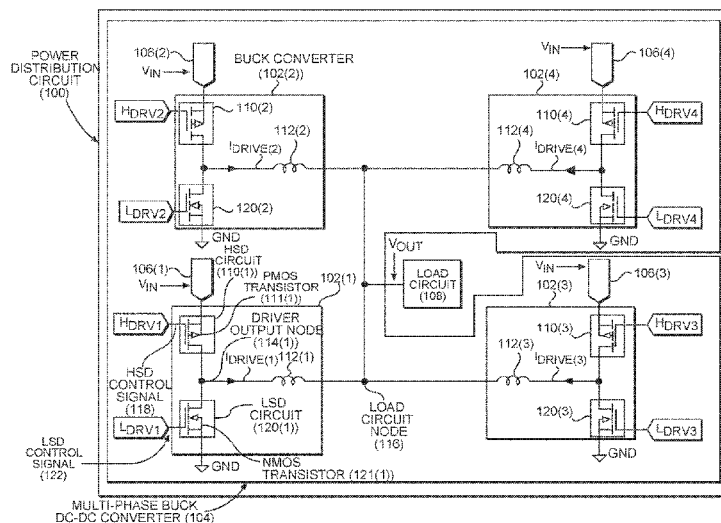 POWER
DISTRIBUTION
CIRCUIT
(100)
106(2)
VIN
BUCK CONVERTER
(102(2))
HDRV2
110(2)
112(2)
IDRIVE(2)
LDRV2
120(2)
GND
VIN
106(4)
102(4)
110(4)
HDRV4
112(4)
IDRIVE(4)
120(4)
LDRV4
GND
106(1)
VIN
HSD
CIRCUIT
(110(1))
PMOS
TRANSISTOR
(111(1))
102(1)
HDRV1
DRIVER
OUTPUT NODE
(114(1))
IDRIVE(1)
112(1)
HSD
CONTROL
SIGNAL
(118)
LDRV1
LSD CIRCUIT
(120(1))
LSD
CONTROL
SIGNAL
(122)
GND
NMOS
TRANSISTOR (121(1))
VOUT
LOAD
CIRCUIT
(108)
LOAD
CIRCUIT
NODE
(116)
VIN
106(3)
102(3)
110(3)
HDRV3
112(3)
IDRIVE(3)
120(3)
LDRV3
GND
MULTI-PHASE BUCK
DC-DC CONVERTER (104)